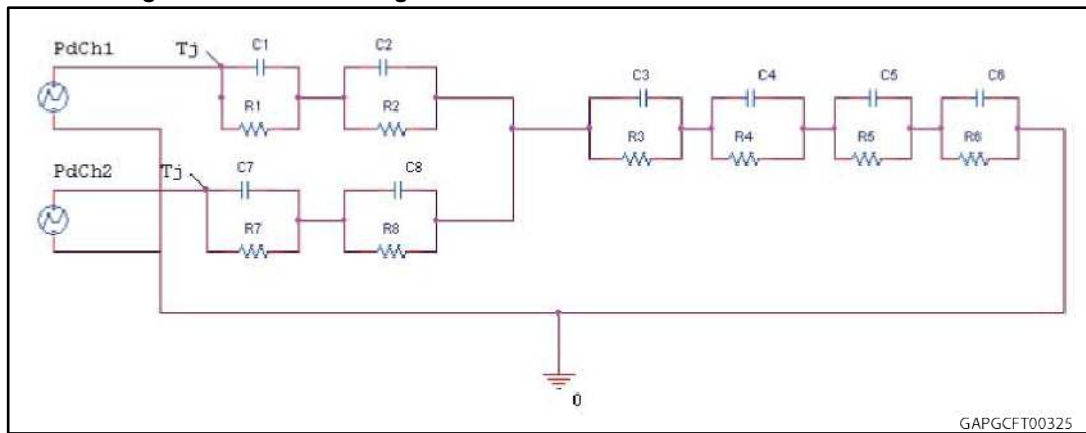 PdCh1
Tj
C1
C2
R1
R2
C3
C4
C5
C6
R3
R4
R5
R6
PdCh2
Tj
C7
C8
R7
R8
0
GAPGCFT00325